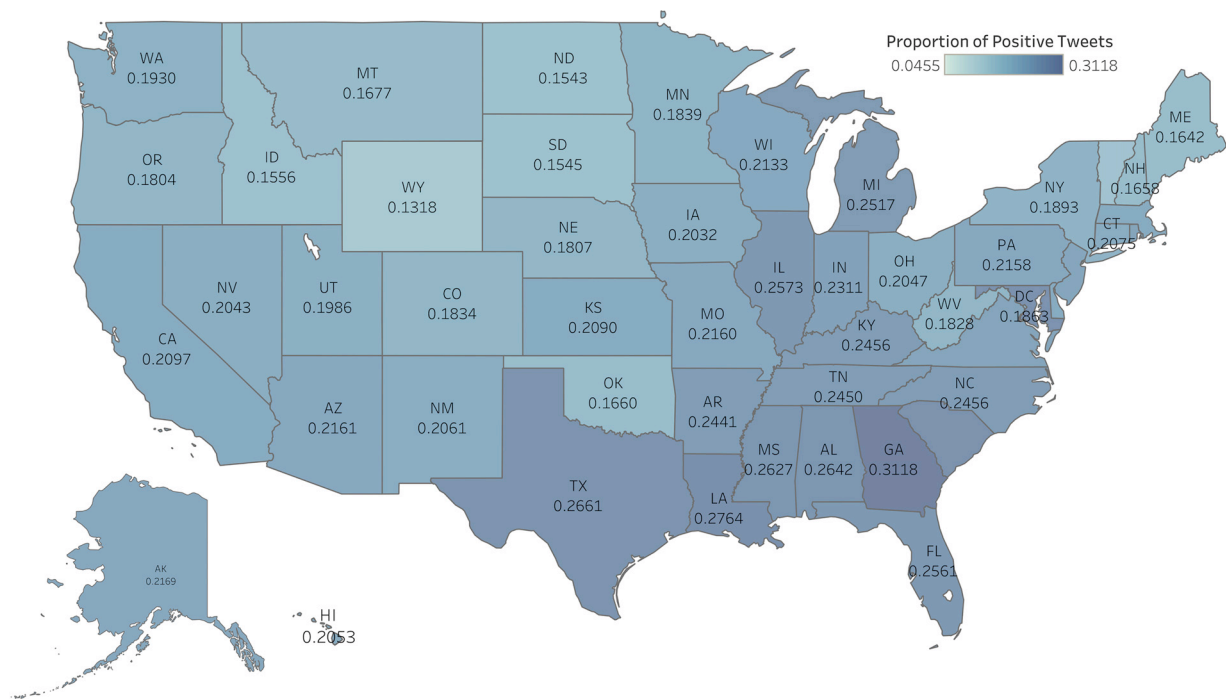 Proportion of Positive Tweets
0.0455 0.3118
WA
0.1930
MT
0.1677
ND
0.1543
MN
0.1839
ME
0.1642
OR
0.1804
ID
0.1556
WY
0.1318
SD
0.1545
WI
0.2133
MI
0.2517
NY
0.1893
NH
0.1658
CT
0.2075
NE
0.1807
IA
0.2032
IL
0.2573
IN
0.2311
OH
0.2047
PA
0.2158
NV
0.2043
UT
0.1986
CO
0.1834
KS
0.2090
MO
0.2160
KY
0.2456
WV
0.1828
DC
0.1863
CA
0.2097
AZ
0.2161
NM
0.2061
OK
0.1660
AR
0.2441
TN
0.2450
NC
0.2456
TX
0.2661
LA
0.2764
MS
0.2627
AL
0.2642
GA
0.3118
FL
0.2561
AK
0.2169
HI
0.2053